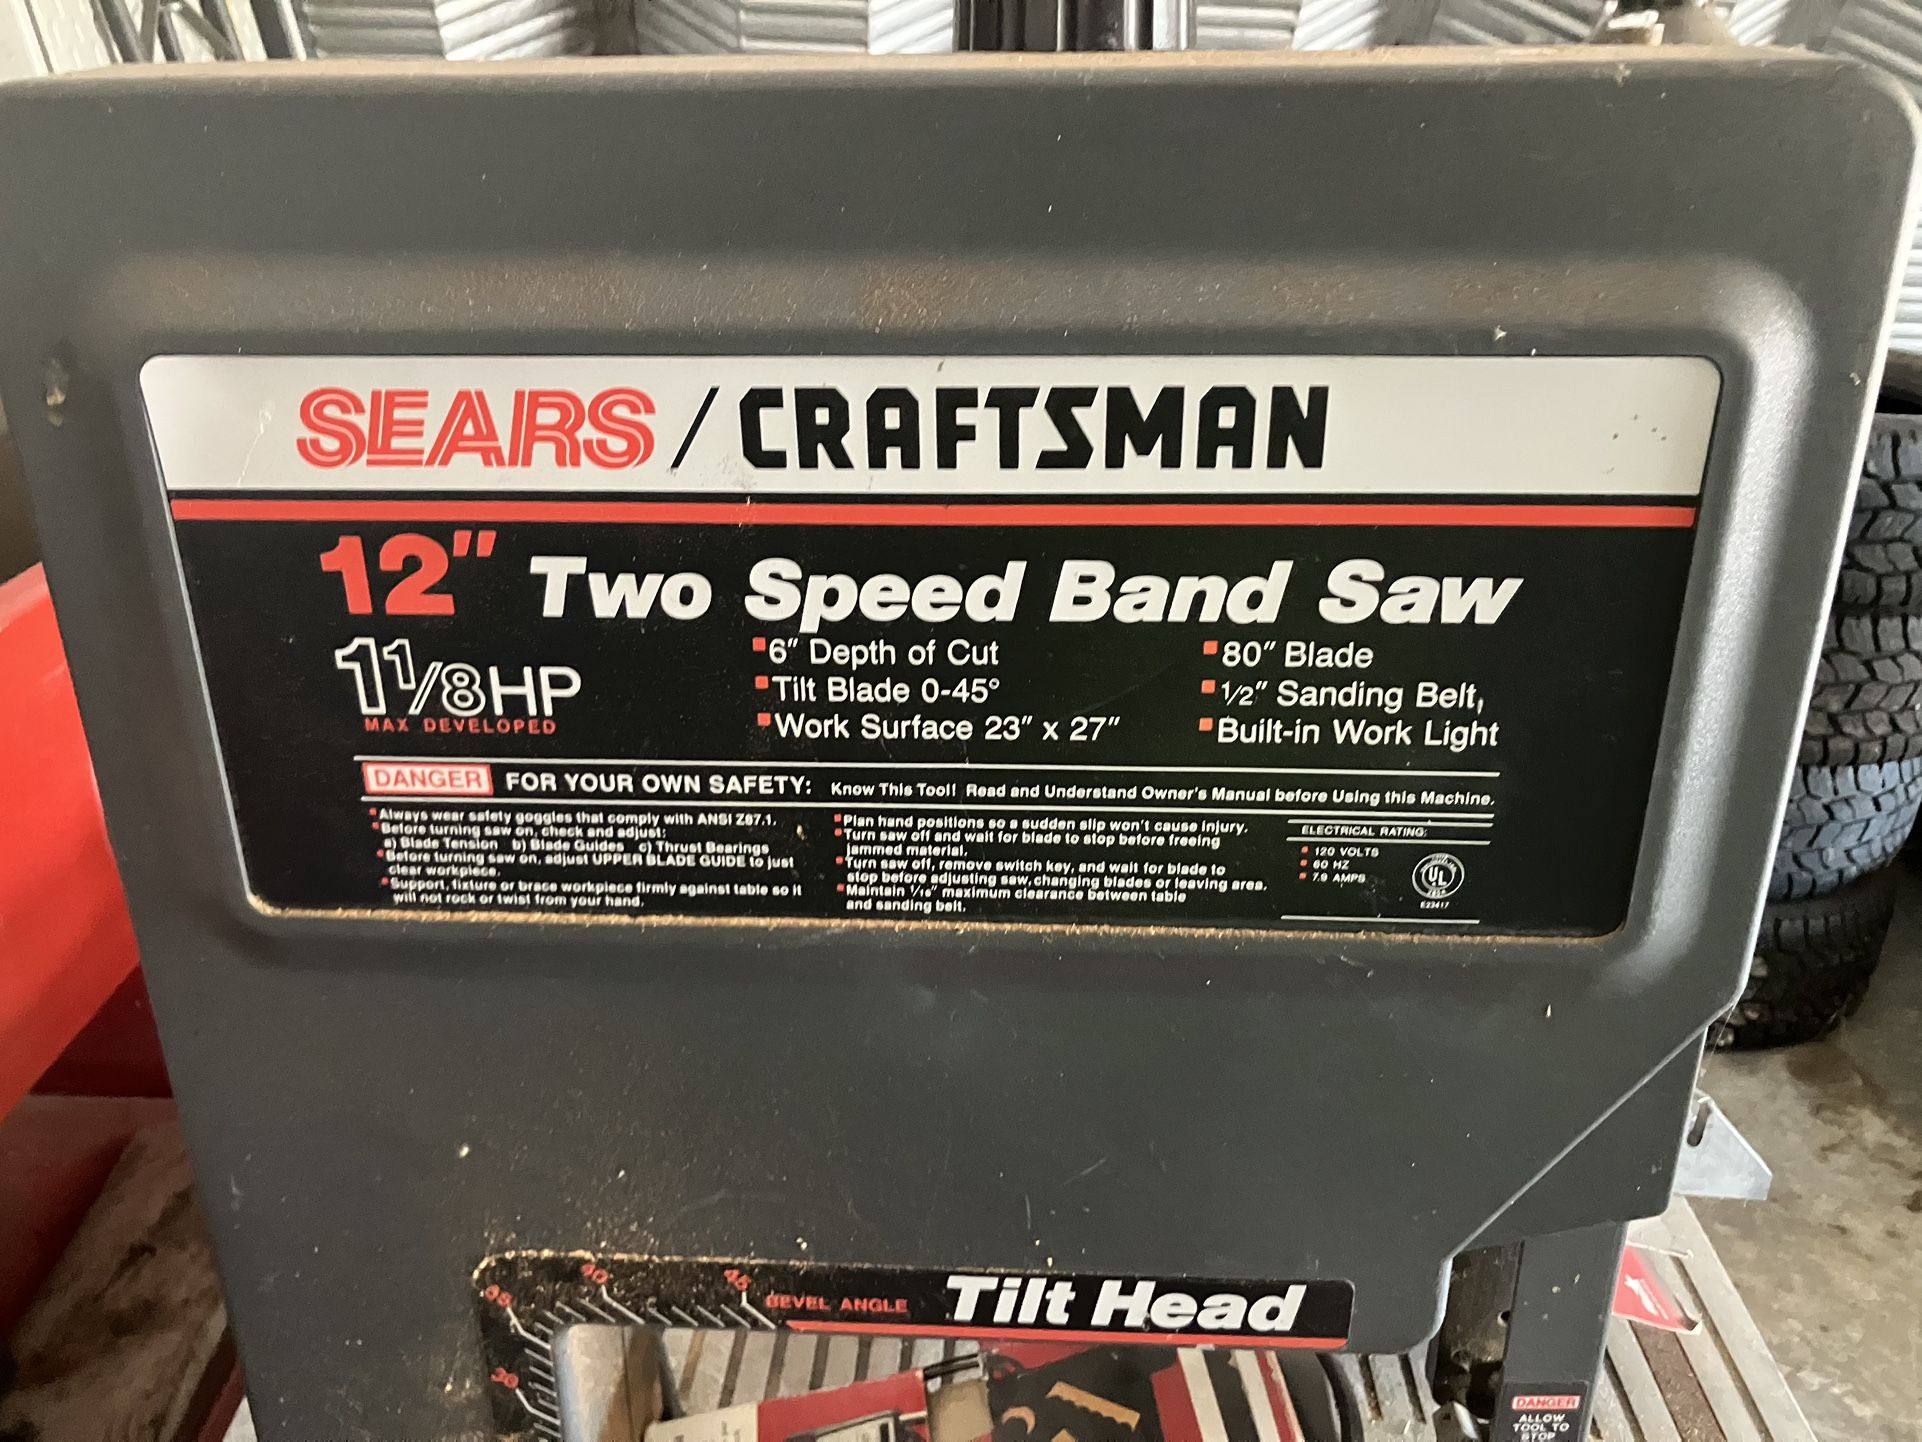 SEARS / CRAFTSMAN
12" Two Speed Band Saw
1 1/8 HP
MAX DEVELOPED
6" Depth of Cut
Tilt Blade 0-45°
Work Surface 23" x 27"
80" Blade
1/2" Sanding Belt,
Built-in Work Light
DANGER FOR YOUR OWN SAFETY: Know This Tool! Read and Understand Owner's Manual before Using this Machine.
Always wear safety goggles that comply with ANSI Z87.1.
Before turning saw on, check and adjust:
a) Blade Tension b) Blade Guides c) Thrust Bearings
Before turning saw on, adjust UPPER BLADE GUIDE to just
clear workpiece.
Support, fixture or brace workpiece firmly against table so it
will not rock or twist from your hand.
Plan hand positions so a sudden slip won't cause injury.
Turn saw off and wait for blade to stop before freeing
jammed material.
Turn saw off, remove switch key, and wait for blade to
stop before adjusting saw, changing blades or leaving area.
Maintain 1/16" maximum clearance between table
and sanding belt.
ELECTRICAL RATING:
120 VOLTS
60 HZ
7.9 AMPS
UL
E23417
30
35
40
45
BEVEL ANGLE
Tilt Head
DANGER
ALLOW
TOOL TO
STOP